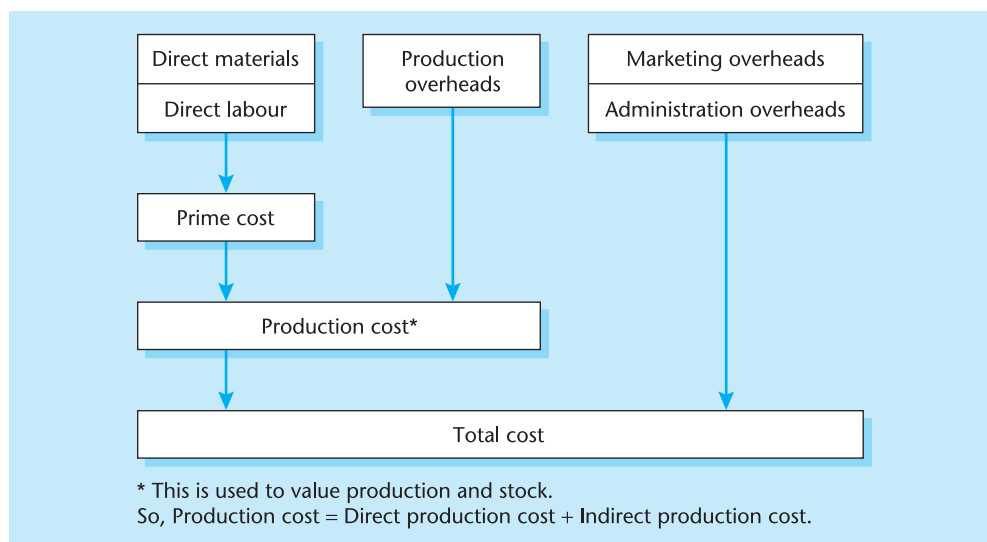 Direct materials
Direct labour
Production
overheads
Marketing overheads
Administration overheads
Prime cost
Production cost*
Total cost
* This is used to value production and stock.
So, Production cost = Direct production cost + Indirect production cost.